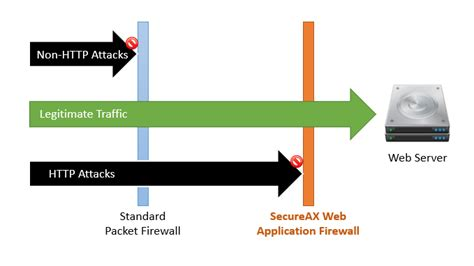 Non-HTTP Attacks
Legitimate Traffic
Web Server
HTTP Attacks
Standard
Packet Firewall
SecureAX Web
Application Firewall